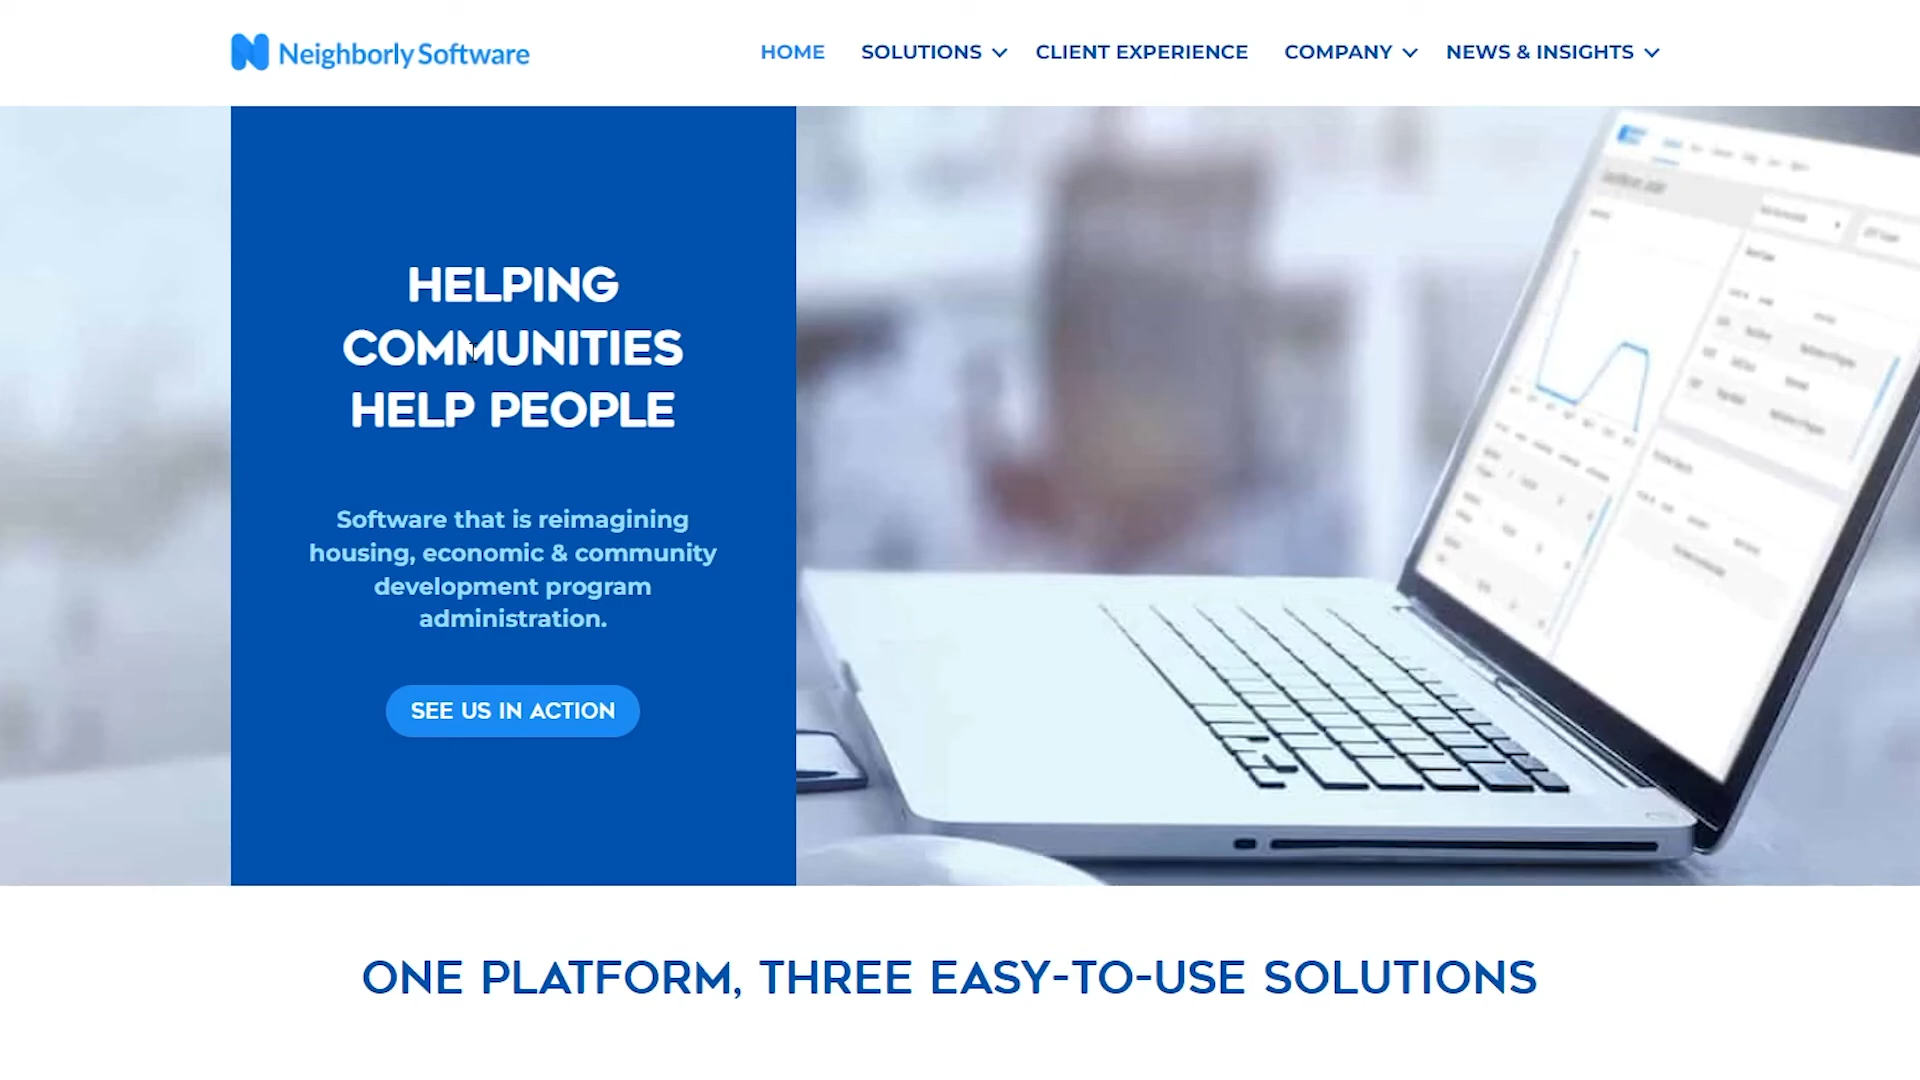 Neighborly Software
HOME SOLUTIONS CLIENT EXPERIENCE COMPANY NEWS & INSIGHTS
HELPING
COMMUNITIES
HELP PEOPLE
Software that is reimagining
housing, economic & community
development program
administration.
SEE US IN ACTION
ONE PLATFORM, THREE EASY-TO-USE SOLUTIONS